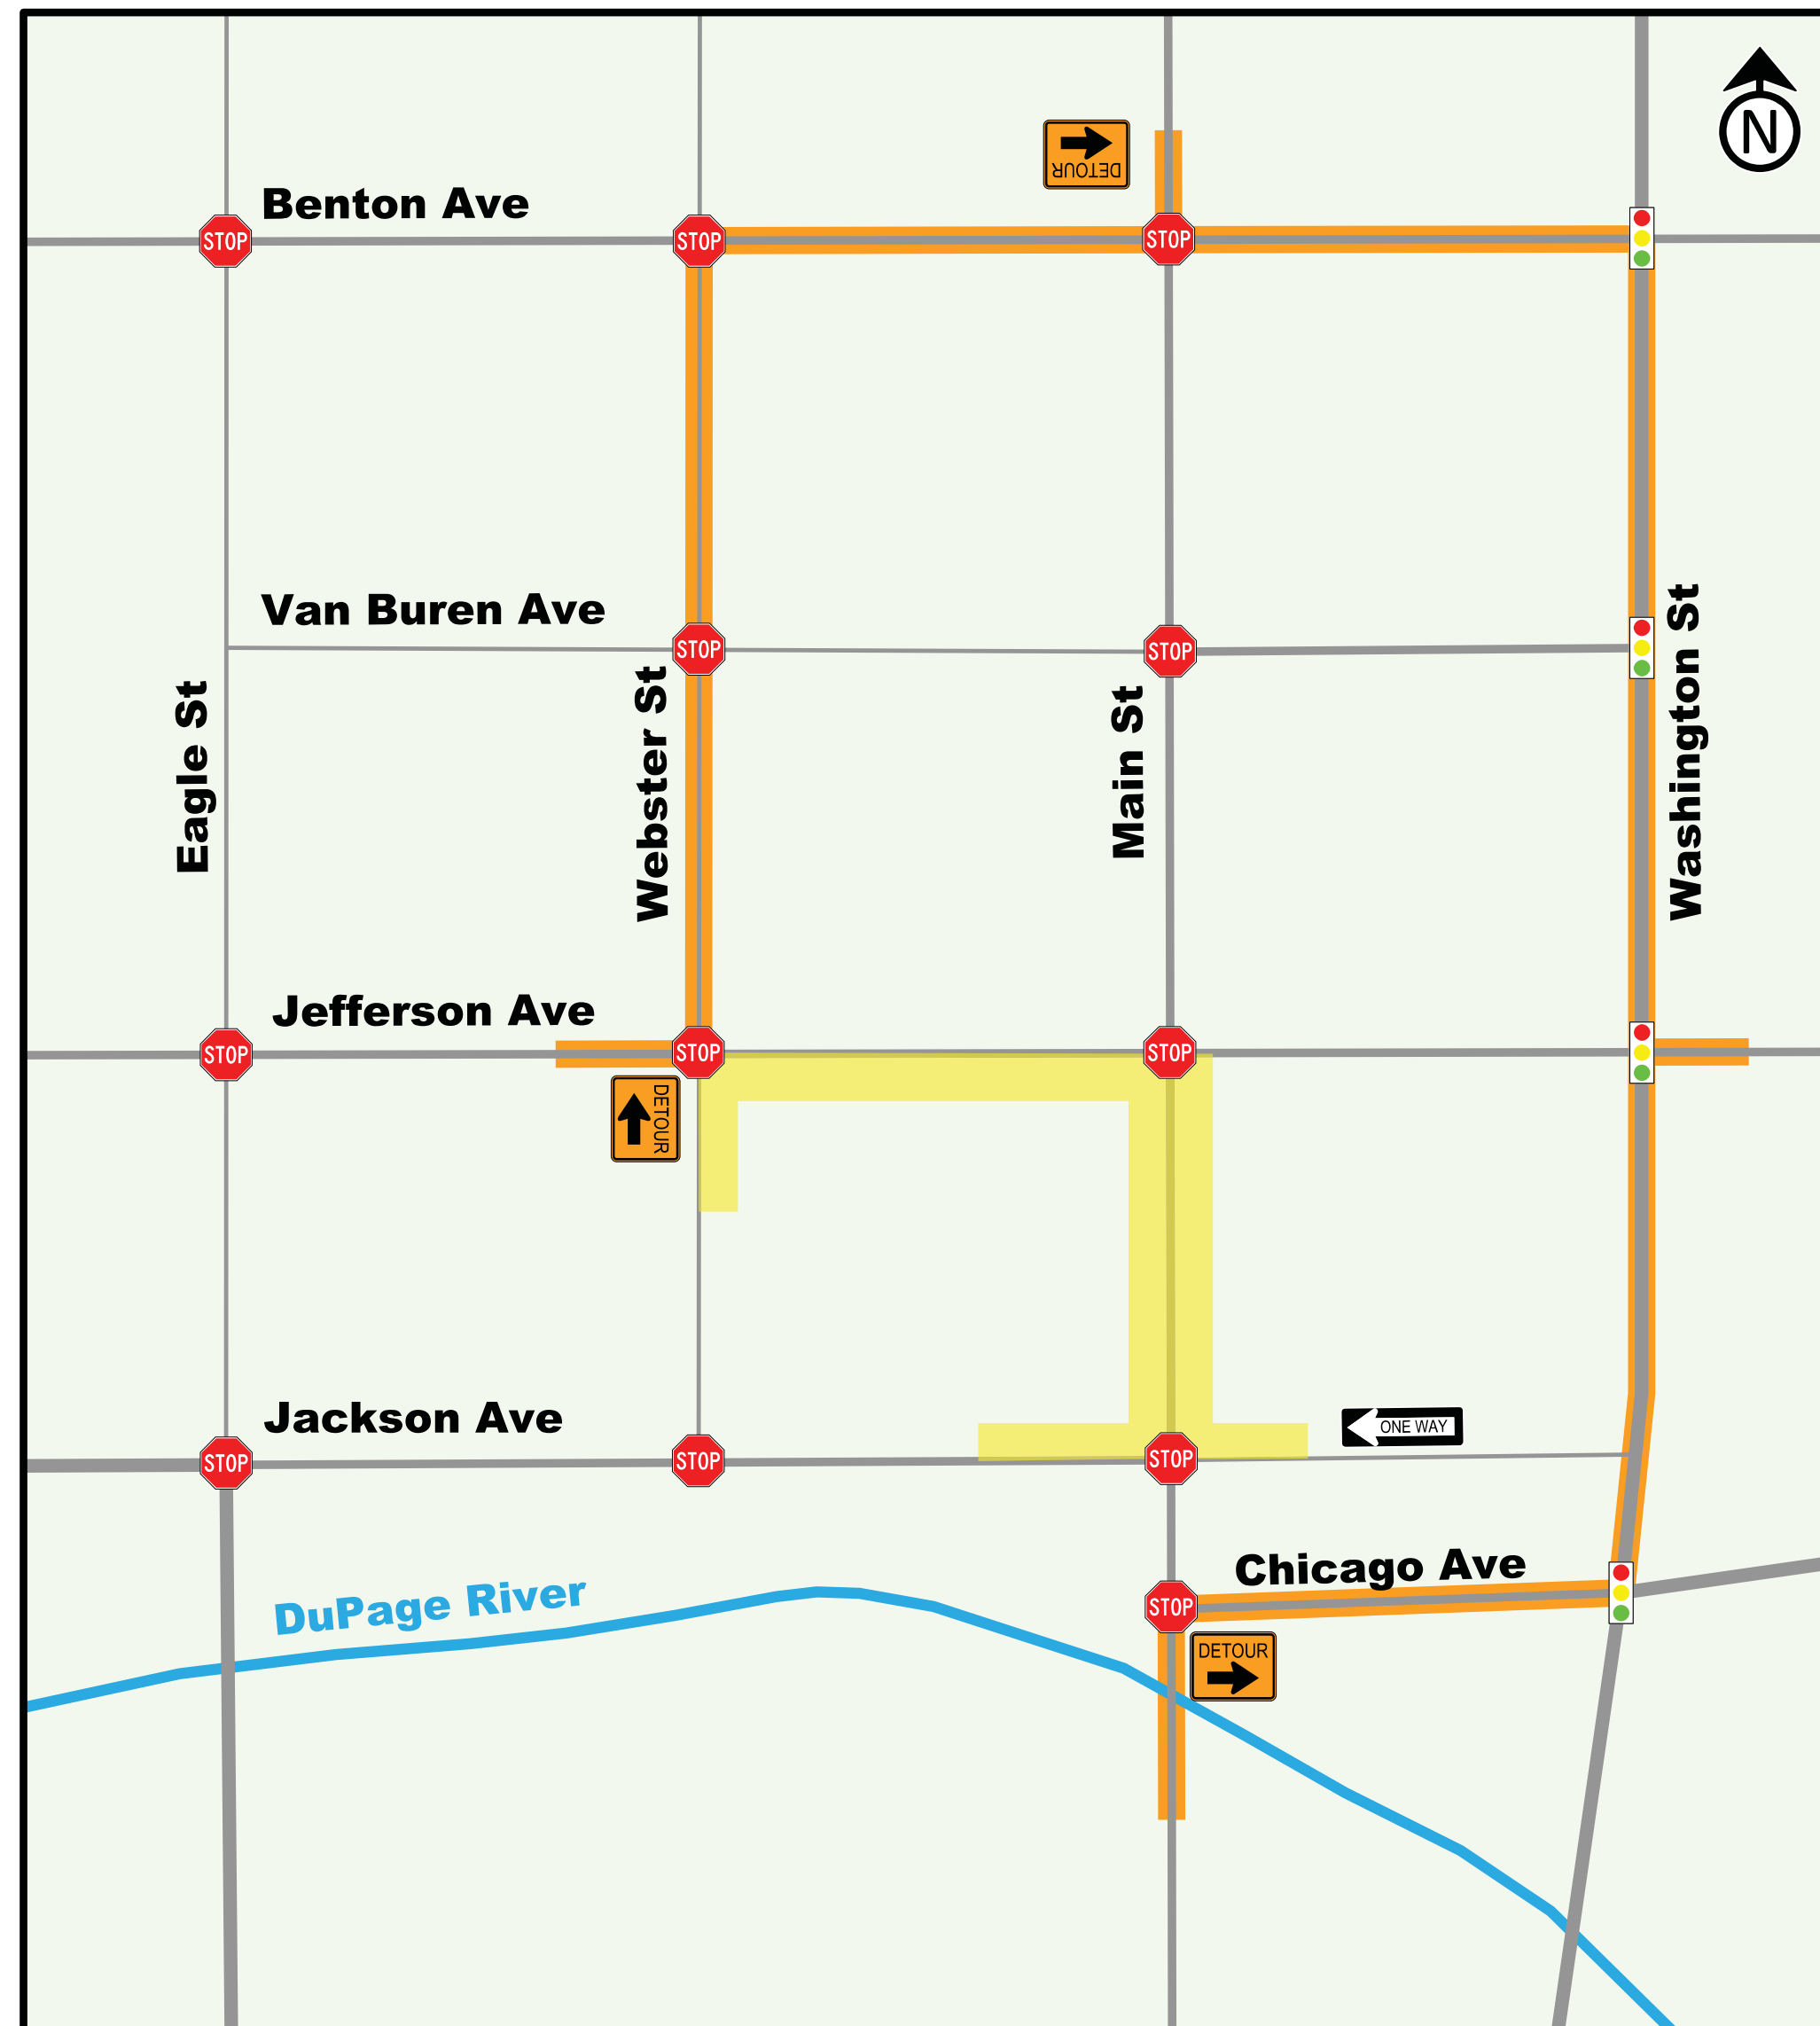 N
DETOUR
Benton Ave
STOP
STOP
STOP
Van Buren Ave
STOP
STOP
Eagle St
Webster St
Main St
Washington St
Jefferson Ave
STOP
STOP
STOP
DETOUR
Jackson Ave
ONE WAY
STOP
STOP
STOP
Chicago Ave
DuPage River
STOP
DETOUR